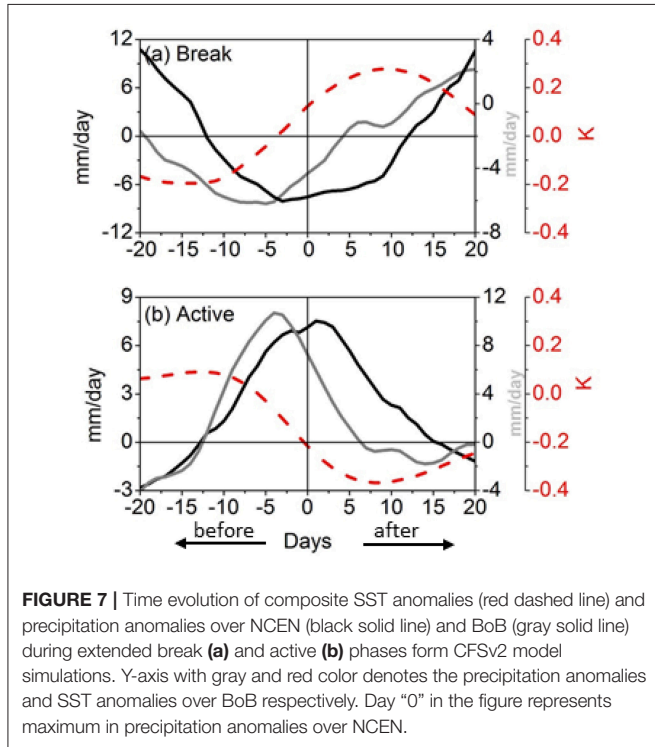 (a) Break
12
6
0
-6
-12
mm/day
4
0
-4
-8
mm/day
0.4
0.2
0.0
-0.2
-0.4
K
-20 -15 -10 -5 0 5 10 15 20
(b) Active
9
6
3
0
-3
mm/day
12
8
4
0
-4
mm/day
0.4
0.2
0.0
-0.2
-0.4
K
-20 -15 -10 -5 0 5 10 15 20
before Days after
FIGURE 7 | Time evolution of composite SST anomalies (red dashed line) and
precipitation anomalies over NCEN (black solid line) and BoB (gray solid line)
during extended break (a) and active (b) phases form CFSv2 model
simulations. Y-axis with gray and red color denotes the precipitation anomalies
and SST anomalies over BoB respectively. Day “0” in the figure represents
maximum in precipitation anomalies over NCEN.